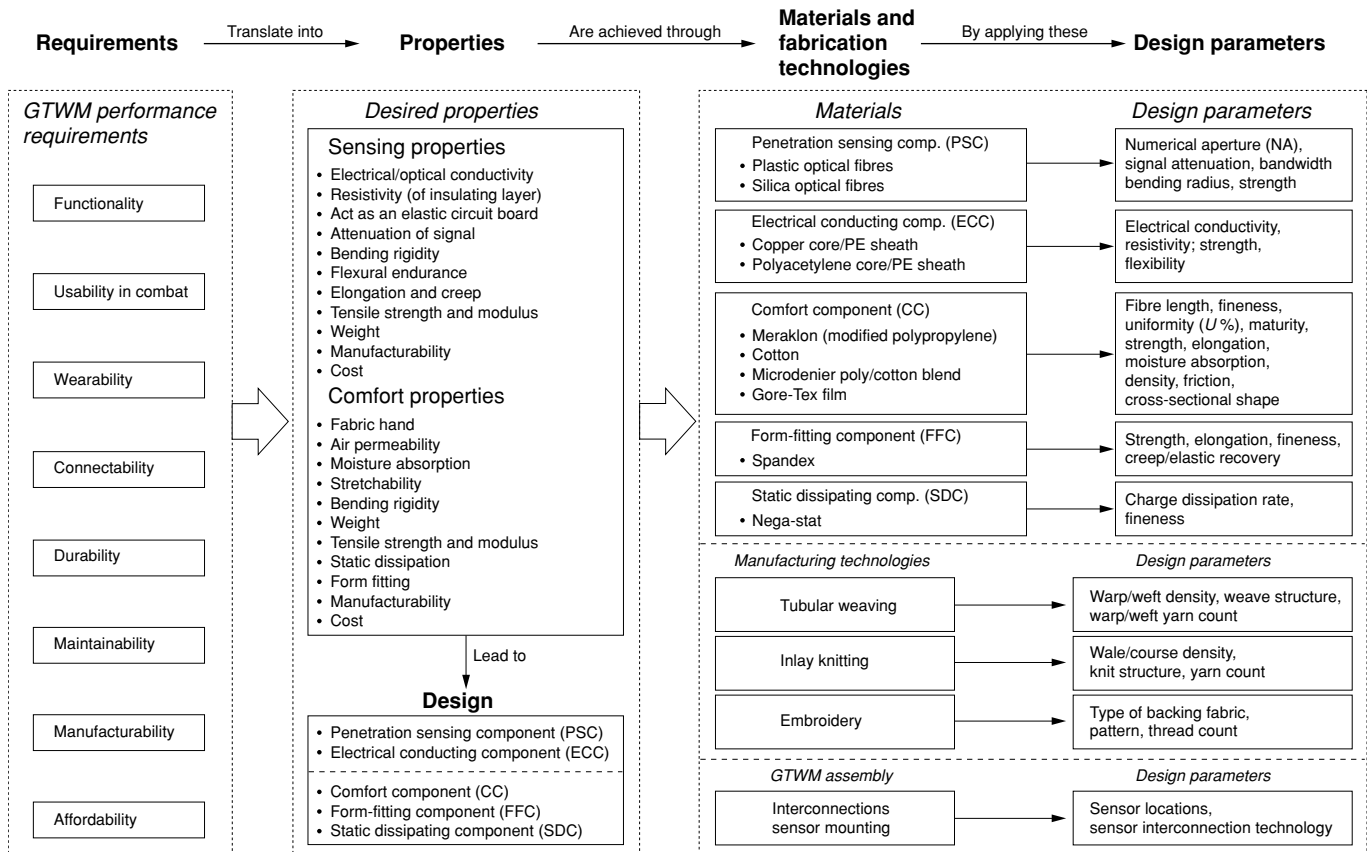 Requirements
Translate into
Properties
Are achieved through
Materials and
fabrication
technologies
By applying these
Design parameters
GTWM performance
requirements
Functionality
Usability in combat
Wearability
Connectability
Durability
Maintainability
Manufacturability
Affordability
Desired properties
Sensing properties
• Electrical/optical conductivity
• Resistivity (of insulating layer)
• Act as an elastic circuit board
• Attenuation of signal
• Bending rigidity
• Flexural endurance
• Elongation and creep
• Tensile strength and modulus
• Weight
• Manufacturability
• Cost
Comfort properties
• Fabric hand
• Air permeability
• Moisture absorption
• Stretchability
• Bending rigidity
• Weight
• Tensile strength and modulus
• Static dissipation
• Form fitting
• Manufacturability
• Cost
Lead to
Design
• Penetration sensing component (PSC)
• Electrical conducting component (ECC)
• Comfort component (CC)
• Form-fitting component (FFC)
• Static dissipating component (SDC)
Materials
Design parameters
Penetration sensing comp. (PSC)
• Plastic optical fibres
• Silica optical fibres
Numerical aperture (NA),
signal attenuation, bandwidth
bending radius, strength
Electrical conducting comp. (ECC)
• Copper core/PE sheath
• Polyacetylene core/PE sheath
Electrical conductivity,
resistivity; strength,
flexibility
Comfort component (CC)
• Meraklon (modified polypropylene)
• Cotton
• Microdenier poly/cotton blend
• Gore-Tex film
Fibre length, fineness,
uniformity (U %), maturity,
strength, elongation,
moisture absorption,
density, friction,
cross-sectional shape
Form-fitting component (FFC)
• Spandex
Strength, elongation, fineness,
creep/elastic recovery
Static dissipating comp. (SDC)
• Nega-stat
Charge dissipation rate,
fineness
Manufacturing technologies
Design parameters
Tubular weaving
Warp/weft density, weave structure,
warp/weft yarn count
Inlay knitting
Wale/course density,
knit structure, yarn count
Embroidery
Type of backing fabric,
pattern, thread count
GTWM assembly
Design parameters
Interconnections
sensor mounting
Sensor locations,
sensor interconnection technology